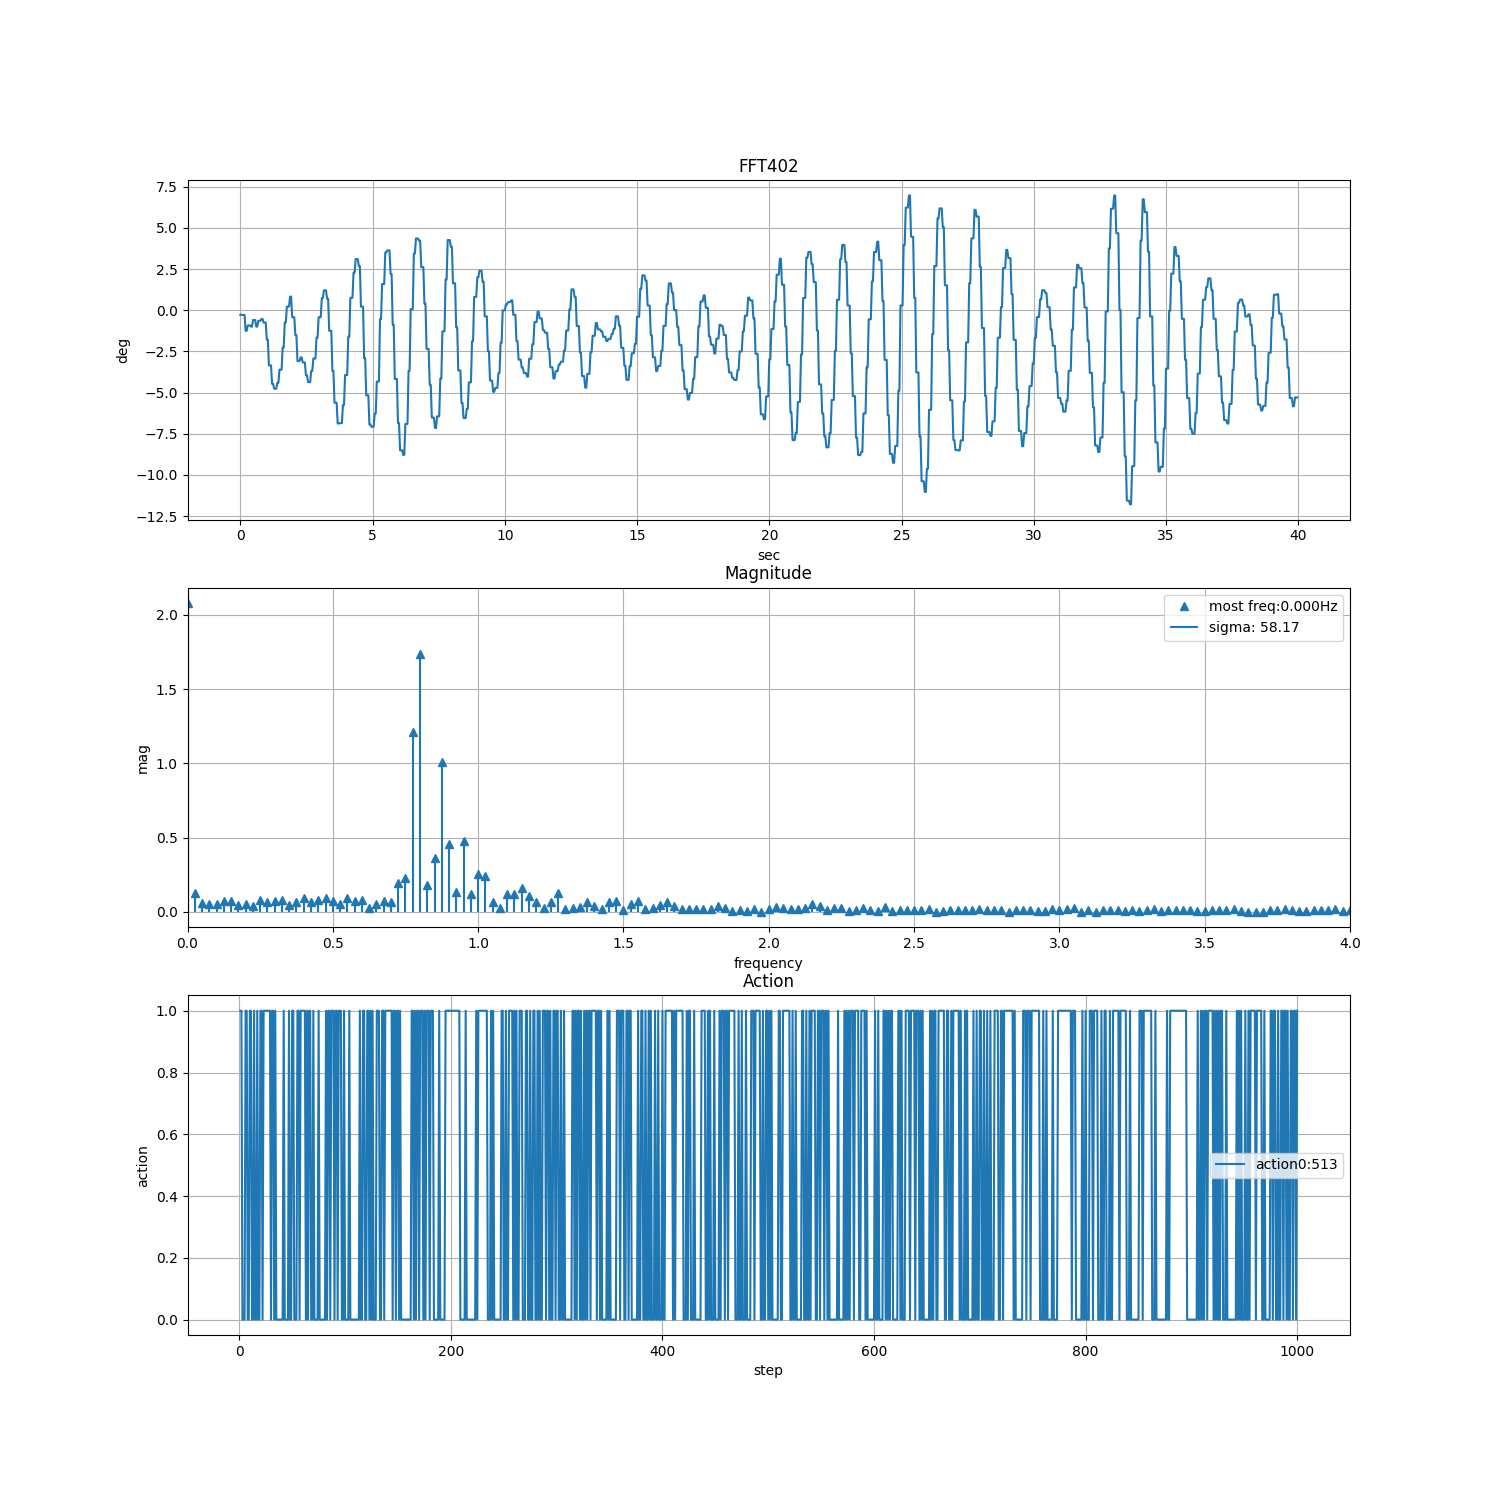 FFT402
7.5
5.0
2.5
0.0
−2.5
−5.0
−7.5
−10.0
−12.5
deg
0 5 10 15 20 25 30 35 40
sec
Magnitude
most freq:0.000Hz
sigma: 58.17
2.0
1.5
1.0
0.5
0.0
mag
0.0 0.5 1.0 1.5 2.0 2.5 3.0 3.5 4.0
frequency
Action
1.0
0.8
0.6
0.4
0.2
0.0
action
action0:513
0 200 400 600 800 1000
step